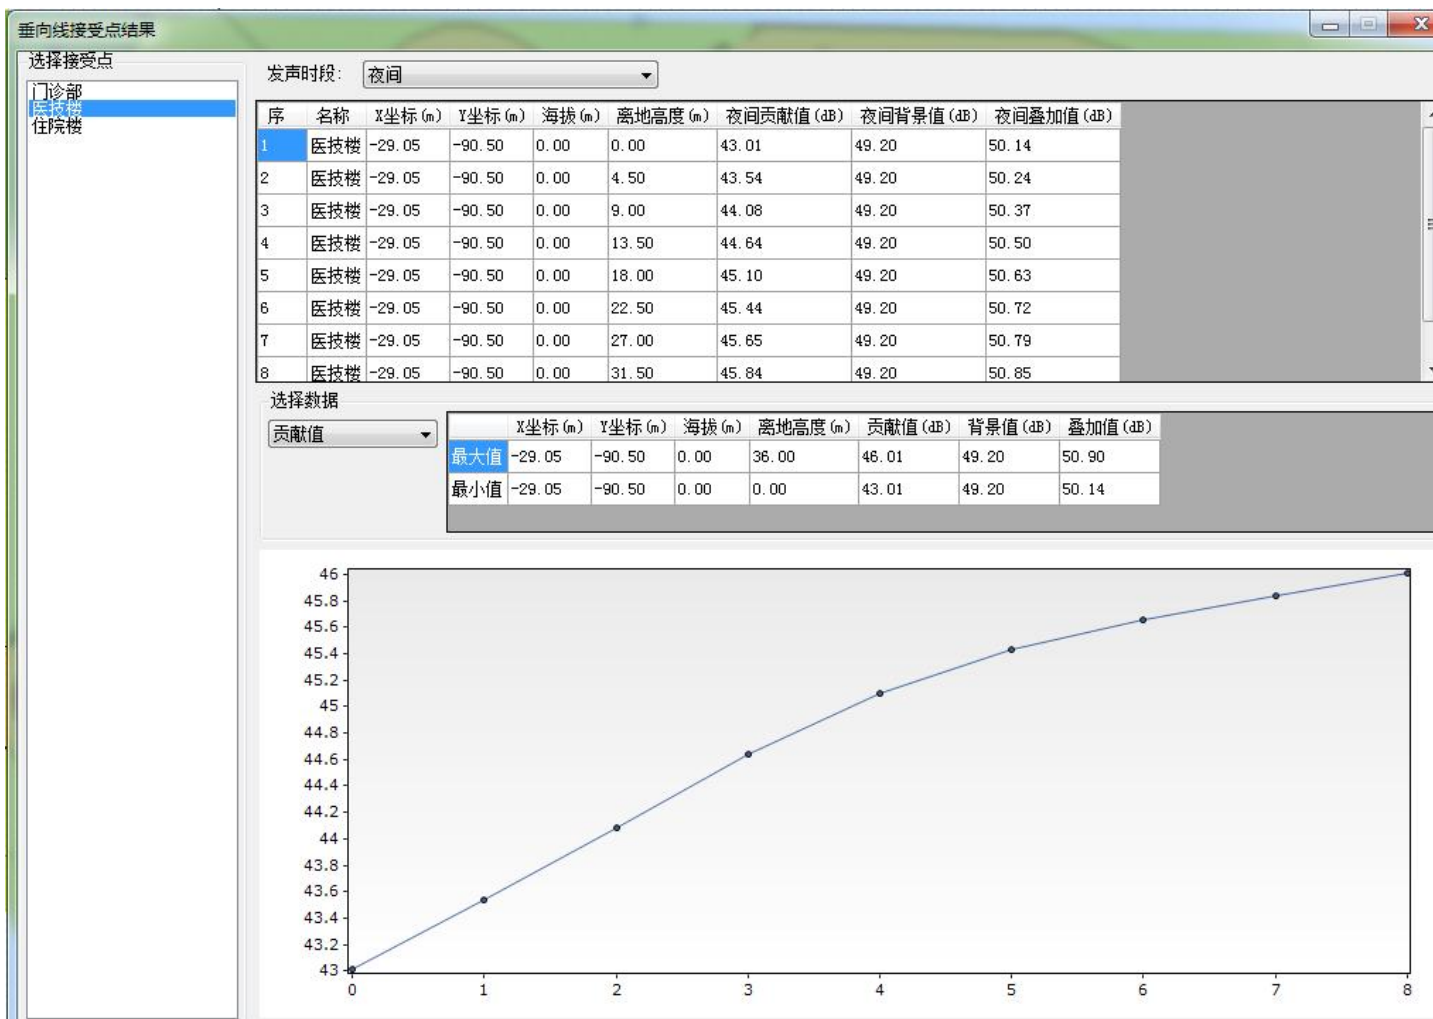 垂向线接受点结果
选择接受点
门诊部
医技楼
住院楼
发声时段: 夜间
序 名称 X坐标(m) Y坐标(m) 海拔(m) 离地高度(m) 夜间贡献值(dB) 夜间背景值(dB) 夜间叠加值(dB)
1 医技楼 -29.05 -90.50 0.00 0.00 43.01 49.20 50.14
2 医技楼 -29.05 -90.50 0.00 4.50 43.54 49.20 50.24
3 医技楼 -29.05 -90.50 0.00 9.00 44.08 49.20 50.37
4 医技楼 -29.05 -90.50 0.00 13.50 44.64 49.20 50.50
5 医技楼 -29.05 -90.50 0.00 18.00 45.10 49.20 50.63
6 医技楼 -29.05 -90.50 0.00 22.50 45.44 49.20 50.72
7 医技楼 -29.05 -90.50 0.00 27.00 45.65 49.20 50.79
8 医技楼 -29.05 -90.50 0.00 31.50 45.84 49.20 50.85
选择数据
贡献值
X坐标(m) Y坐标(m) 海拔(m) 离地高度(m) 贡献值(dB) 背景值(dB) 叠加值(dB)
最大值 -29.05 -90.50 0.00 36.00 46.01 49.20 50.90
最小值 -29.05 -90.50 0.00 0.00 43.01 49.20 50.14
46
45.8
45.6
45.4
45.2
45
44.8
44.6
44.4
44.2
44
43.8
43.6
43.4
43.2
43
0 1 2 3 4 5 6 7 8